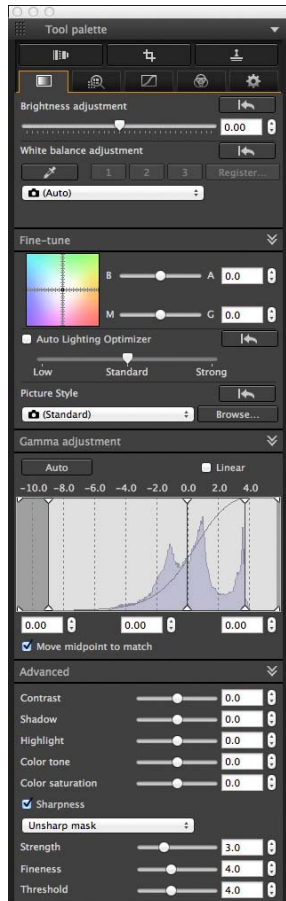 Tool palette
Brightness adjustment
0.00
White balance adjustment
1 2 3 Register...
(Auto)
Fine-tune
B A 0.0
M G 0.0
Auto Lighting Optimizer
Low Standard Strong
Picture Style
(Standard) Browse...
Gamma adjustment
Auto Linear
-10.0 -8.0 -6.0 -4.0 -2.0 0.0 2.0 4.0
0.00 0.00 0.00
Move midpoint to match
Advanced
Contrast 0.0
Shadow 0.0
Highlight 0.0
Color tone 0.0
Color saturation 0.0
Sharpness
Unsharp mask
Strength 3.0
Fineness 4.0
Threshold 4.0